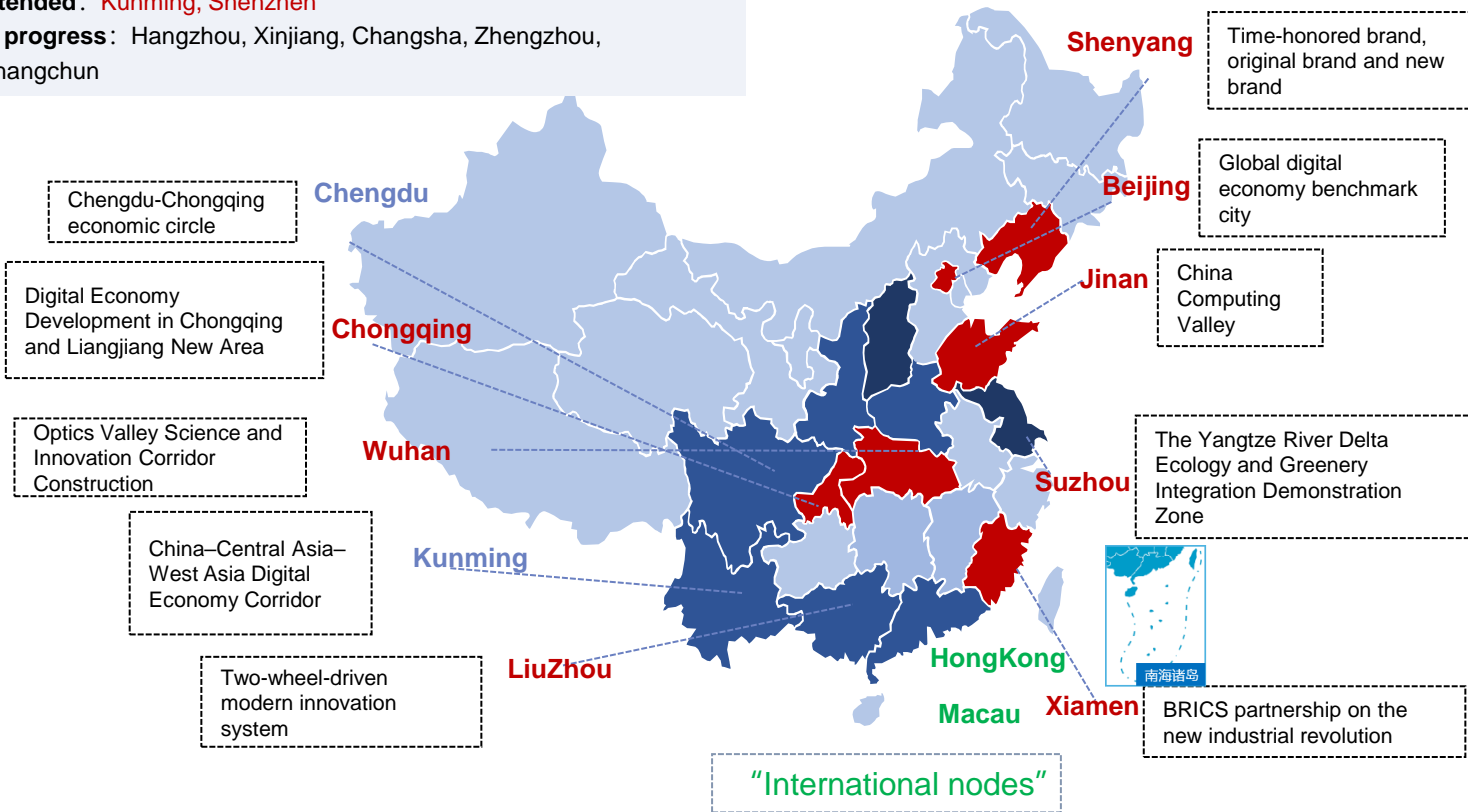 tended： Kunming, Shenzhen
progress： Hangzhou, Xinjiang, Changsha, Zhengzhou,
hangchun
Shenyang
Time-honored brand,
original brand and new
brand
Beijing
Global digital
economy benchmark
city
Jinan
China
Computing
Valley
Chengdu
Chengdu-Chongqing
economic circle
Chongqing
Digital Economy
Development in Chongqing
and Liangjiang New Area
Wuhan
Optics Valley Science and
Innovation Corridor
Construction
Suzhou
The Yangtze River Delta
Ecology and Greenery
Integration Demonstration
Zone
Kunming
China–Central Asia–
West Asia Digital
Economy Corridor
LiuZhou
Two-wheel-driven
modern innovation
system
HongKong
Macau
南海诸岛
Xiamen
BRICS partnership on the
new industrial revolution
“International nodes”